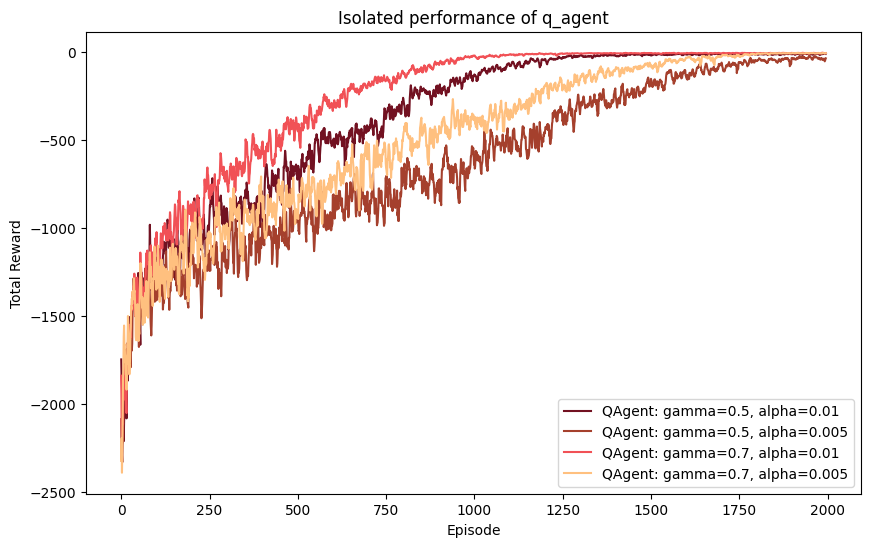 Isolated performance of q_agent
Total Reward
0
−500
−1000
−1500
−2000
−2500
0 250 500 750 1000 1250 1500 1750 2000
Episode
QAgent: gamma=0.5, alpha=0.01
QAgent: gamma=0.5, alpha=0.005
QAgent: gamma=0.7, alpha=0.01
QAgent: gamma=0.7, alpha=0.005